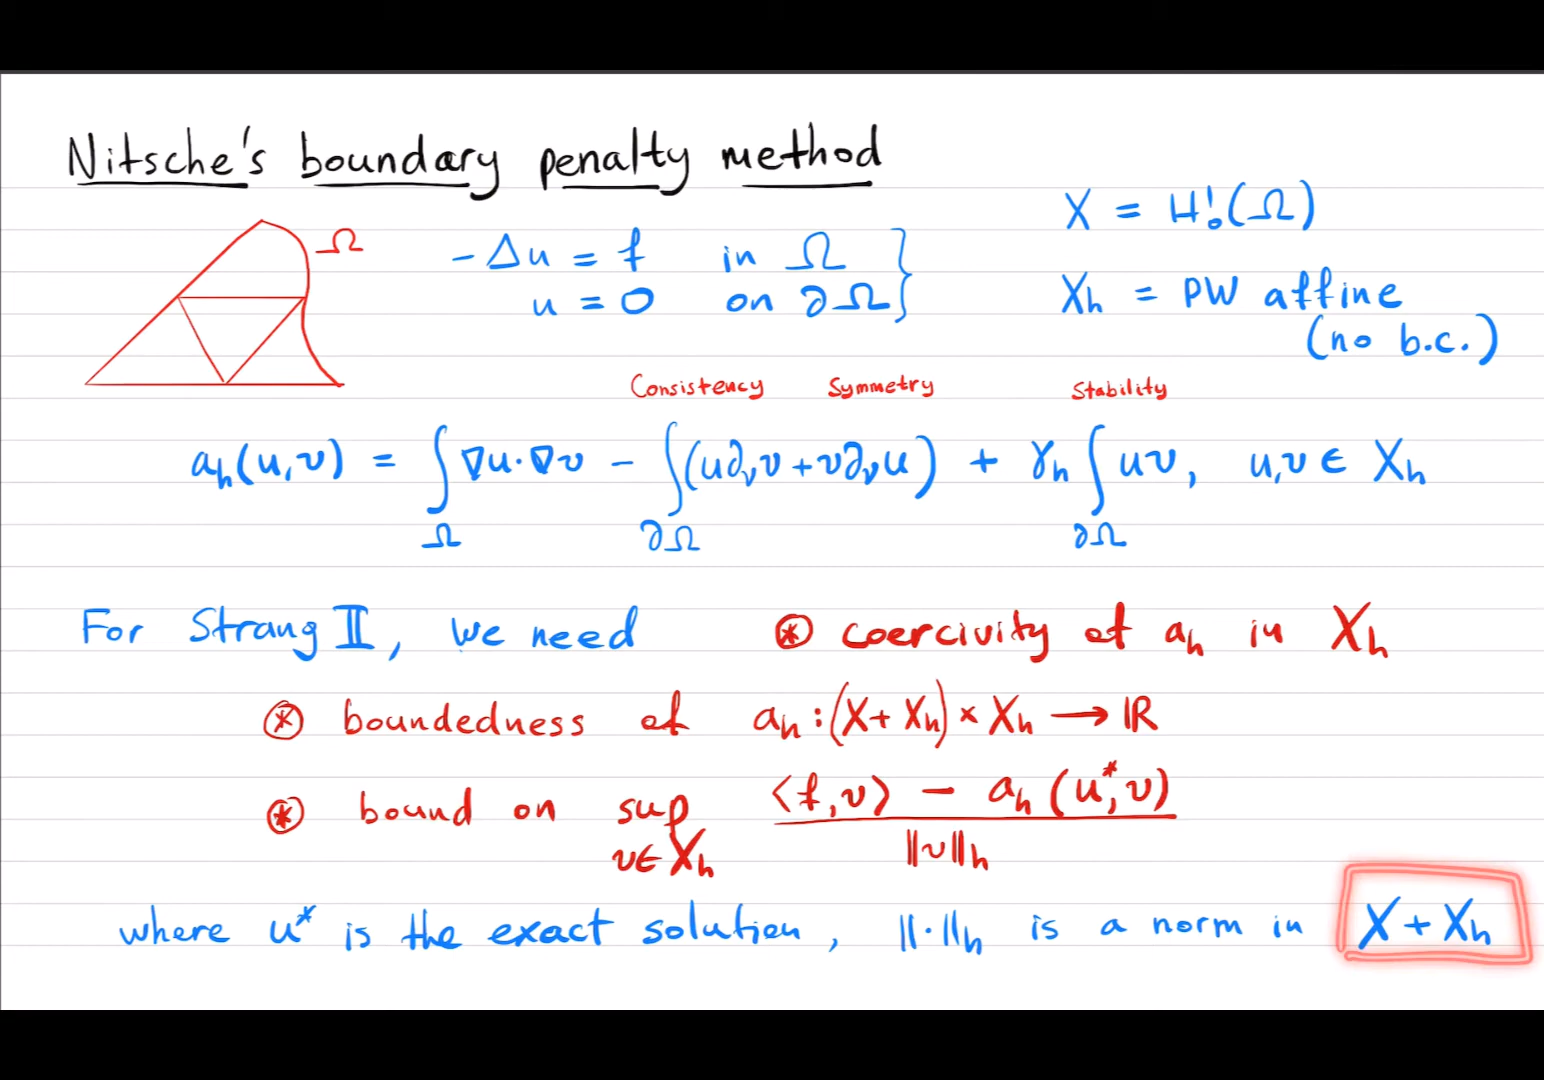 Nitsche's boundary penalty method
Ω
X = H¹₀(Ω)
-Δu = f in Ω
u = 0 on ∂Ω }
Xh = PW affine
(no b.c.)
Consistency Symmetry Stability
aₕ(u,v) = ∫_Ω ∇u·∇v - ∫_∂Ω (u∂ᵥv + v∂ᵥu) + γₕ ∫_∂Ω uv, u,v ∈ Xₕ
For Strang II, we need ⊛ coercivity of aₕ in Xₕ
⊛ boundedness of aₕ : (X + Xₕ) × Xₕ → ℝ
⊛ bound on sup_{v∈Xₕ} (⟨f,v⟩ - aₕ(u*,v)) / ‖v‖ₕ
where u* is the exact solution, ‖·‖ₕ is a norm in X + Xₕ